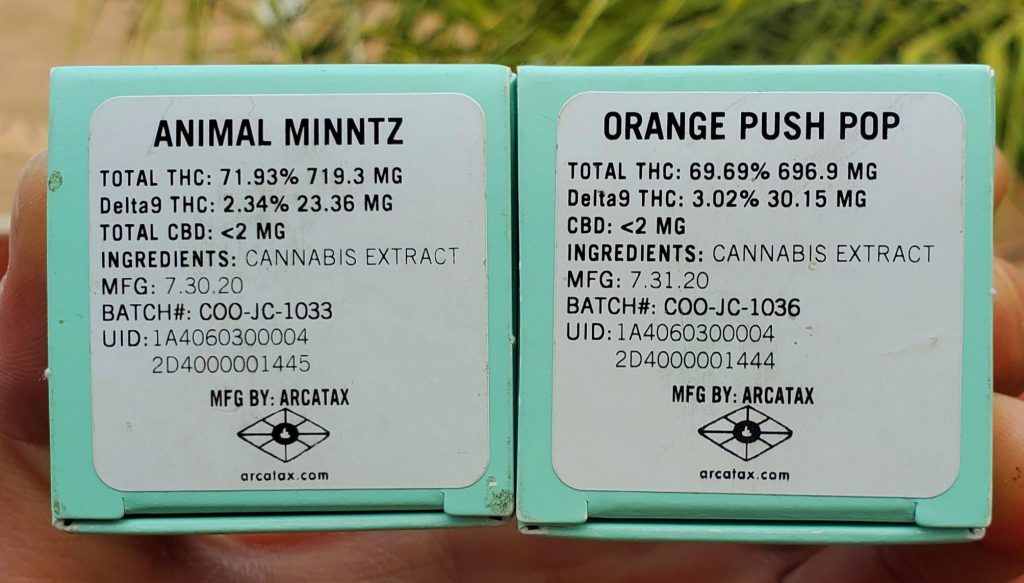 ANIMAL MINNTZ
TOTAL THC: 71.93% 719.3 MG
Delta9 THC: 2.34% 23.36 MG
TOTAL CBD: <2 MG
INGREDIENTS: CANNABIS EXTRACT
MFG: 7.30.20
BATCH#: COO-JC-1033
UID: 1A4060300004
2D4000001445
MFG BY: ARCATAX
arcatax.com
ORANGE PUSH POP
TOTAL THC: 69.69% 696.9 MG
Delta9 THC: 3.02% 30.15 MG
CBD: <2 MG
INGREDIENTS: CANNABIS EXTRACT
MFG: 7.31.20
BATCH#: COO-JC-1036
UID: 1A4060300004
2D4000001444
MFG BY: ARCATAX
arcatax.com